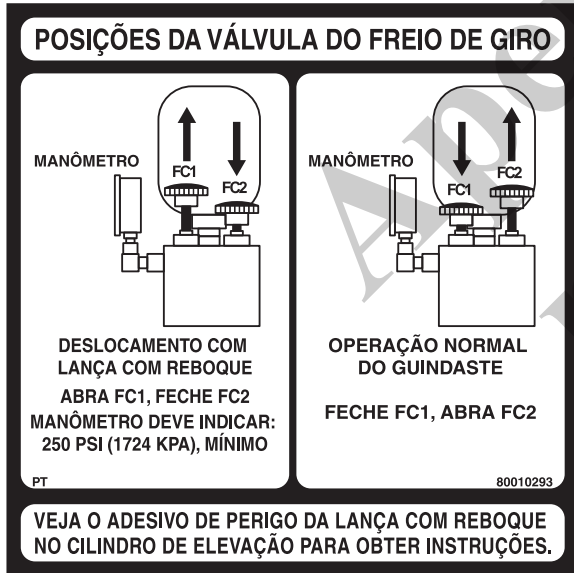 POSIÇÕES DA VÁLVULA DO FREIO DE GIRO
MANÔMETRO
FC1
FC2
DESLOCAMENTO COM
LANÇA COM REBOQUE
ABRA FC1, FECHE FC2
MANÔMETRO DEVE INDICAR:
250 PSI (1724 KPA), MÍNIMO
PT
MANÔMETRO
FC1
FC2
OPERAÇÃO NORMAL
DO GUINDASTE
FECHE FC1, ABRA FC2
80010293
VEJA O ADESIVO DE PERIGO DA LANÇA COM REBOQUE
NO CILINDRO DE ELEVAÇÃO PARA OBTER INSTRUÇÕES.